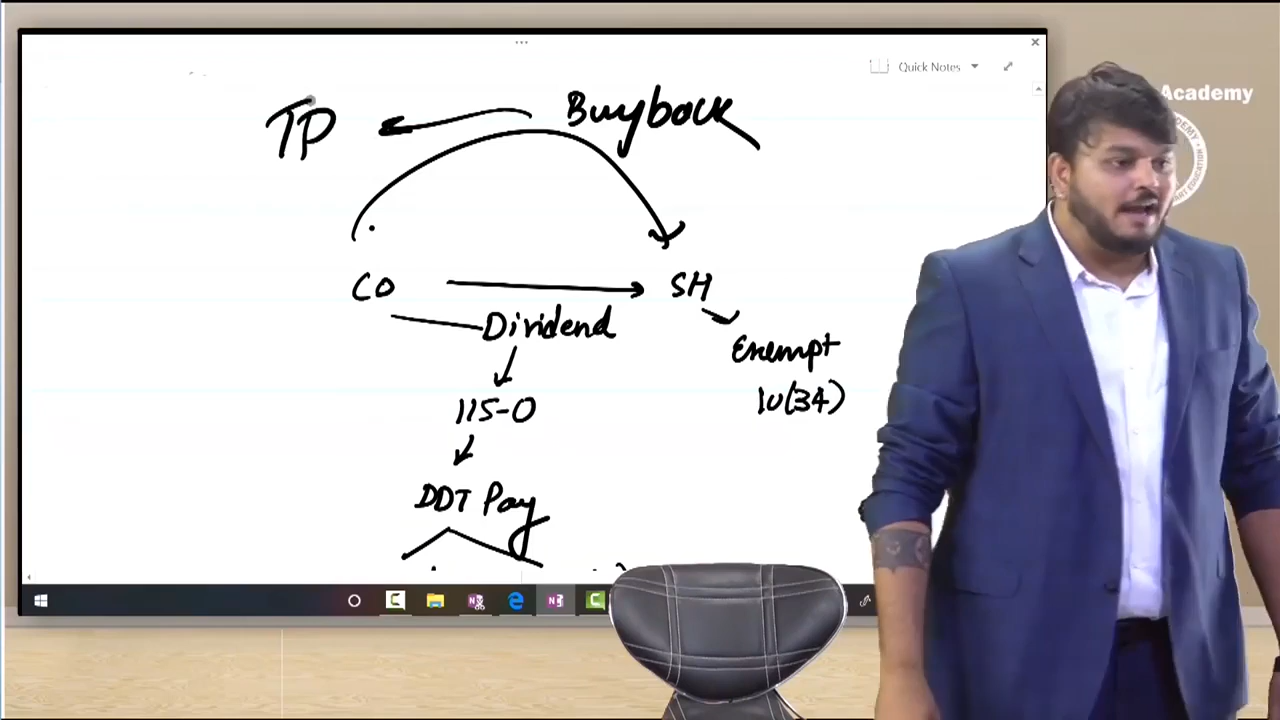 Quick Notes
TP
Buyback
CO
SH
Dividend
Exempt
10(34)
115-O
DDT Pay
Academy